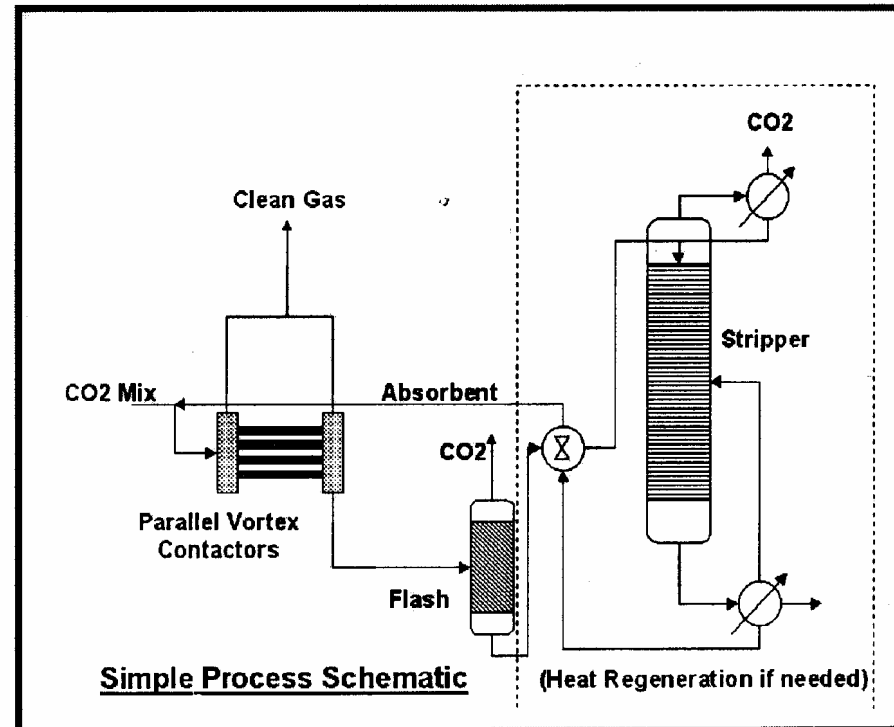 CO2
Clean Gas
Stripper
CO2 Mix
Absorbent
CO2
Parallel Vortex
Contactors
Flash
Simple Process Schematic
(Heat Regeneration if needed)